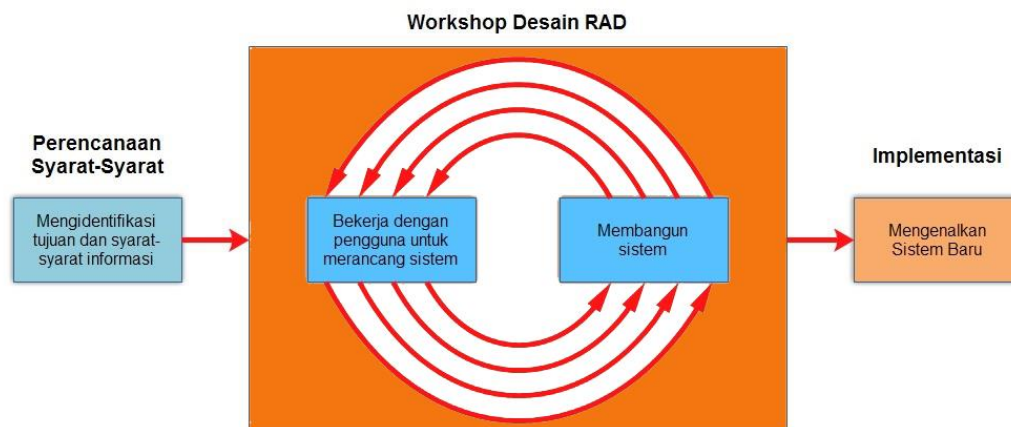 Workshop Desain RAD
Perencanaan
Syarat-Syarat
Mengidentifikasi
tujuan dan syarat-
syarat informasi
Bekerja dengan
pengguna untuk
merancang sistem
Membangun
sistem
Implementasi
Mengenalkan
Sistem Baru